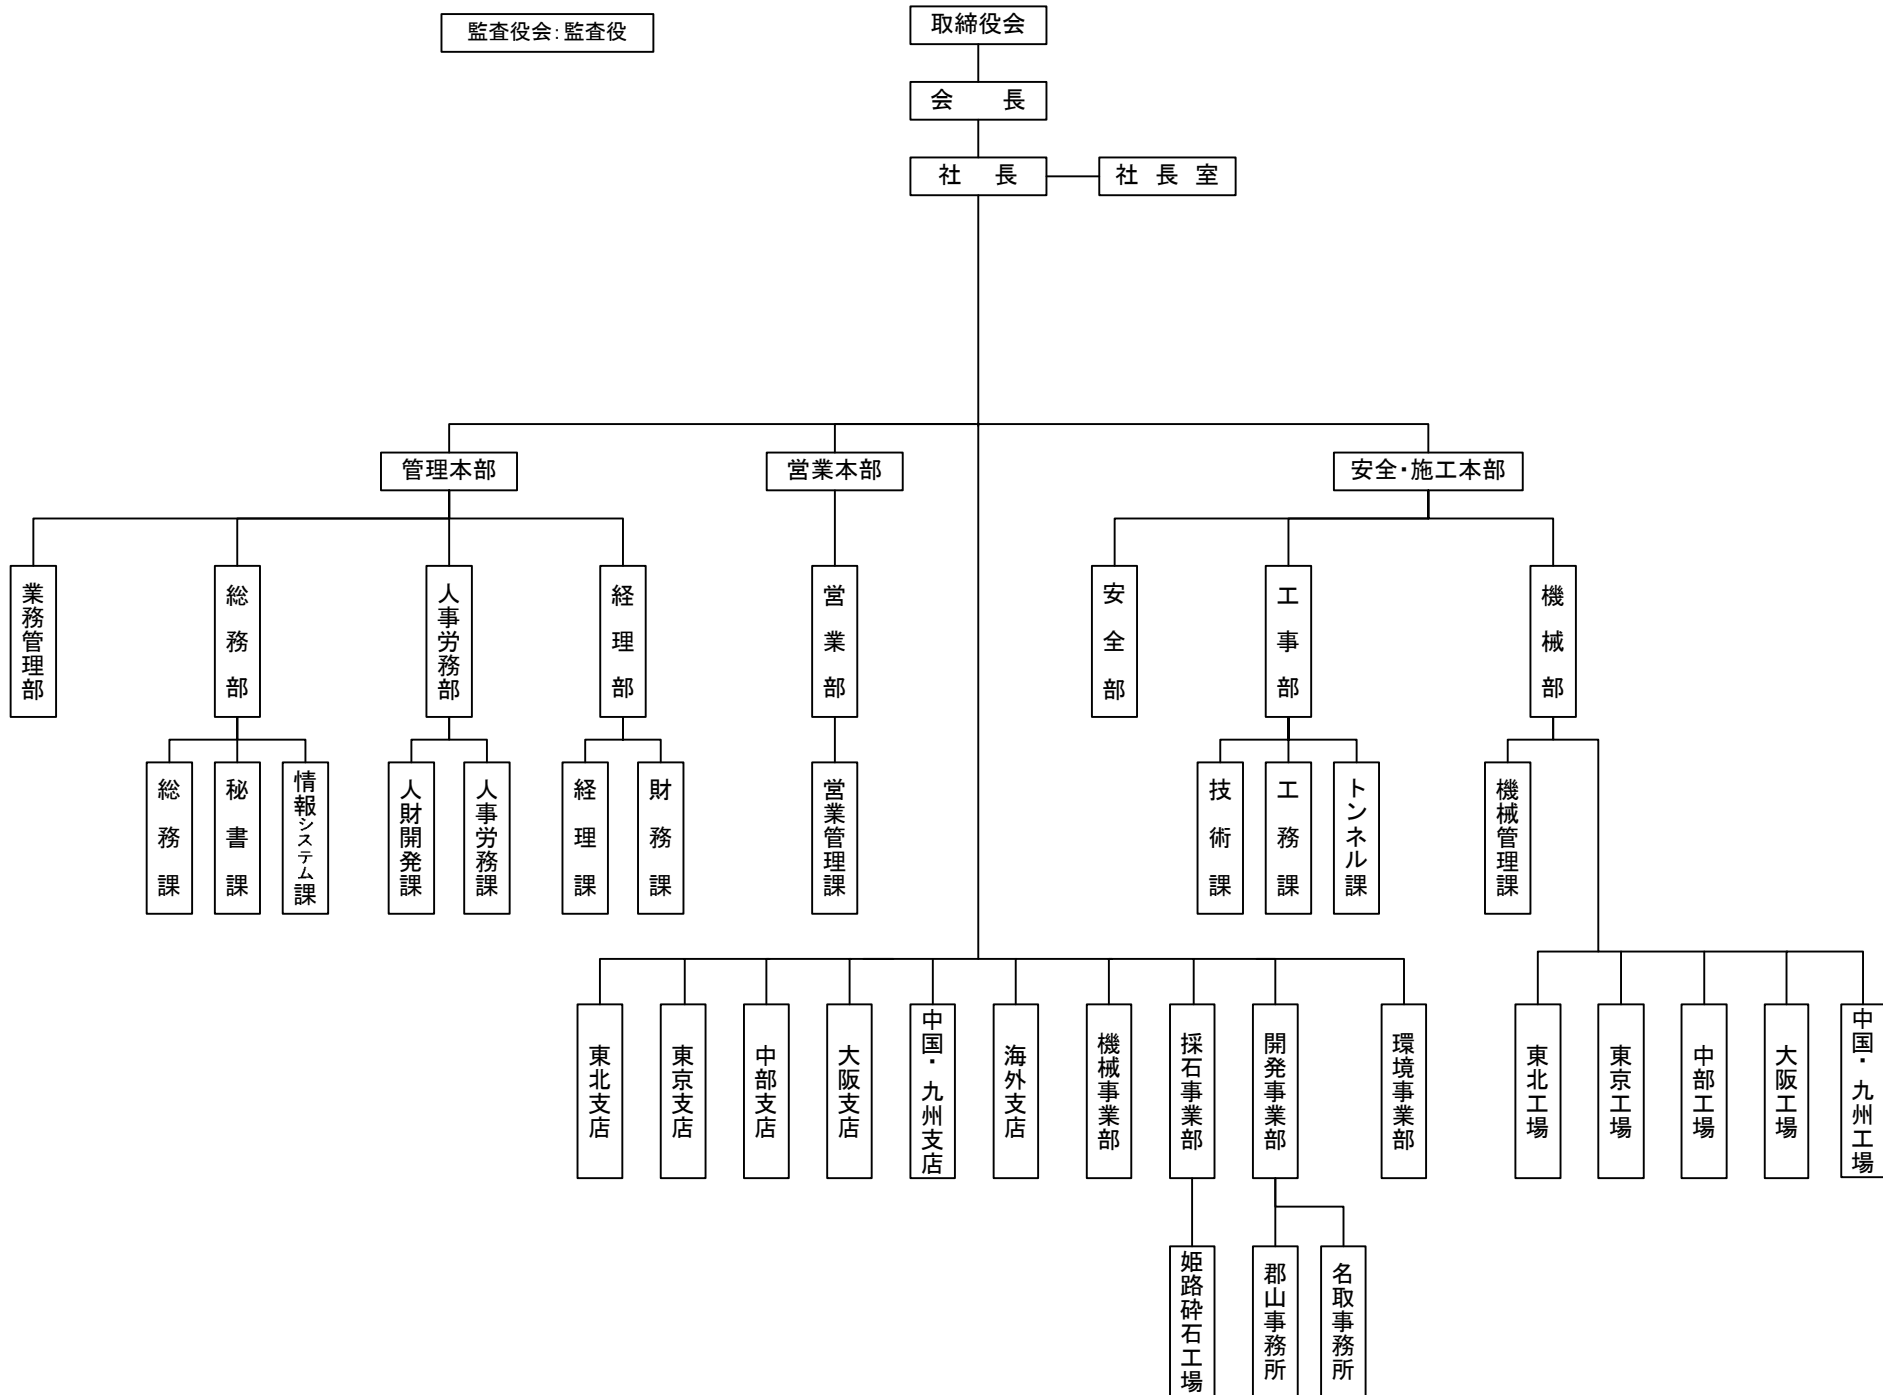 監査役会:監査役
取締役会
会　長
社　長
社 長 室
管理本部
営業本部
安全・施工本部
業務管理部
総務部
人事労務部
経理部
営業部
安全部
工事部
機械部
総務課
秘書課
情報システム課
人財開発課
人事労務課
経理課
財務課
営業管理課
技術課
工務課
トンネル課
機械管理課
東北支店
東京支店
中部支店
大阪支店
中国・九州支店
海外支店
機械事業部
採石事業部
開発事業部
環境事業部
東北工場
東京工場
中部工場
大阪工場
中国・九州工場
姫路砕石工場
郡山事務所
名取事務所